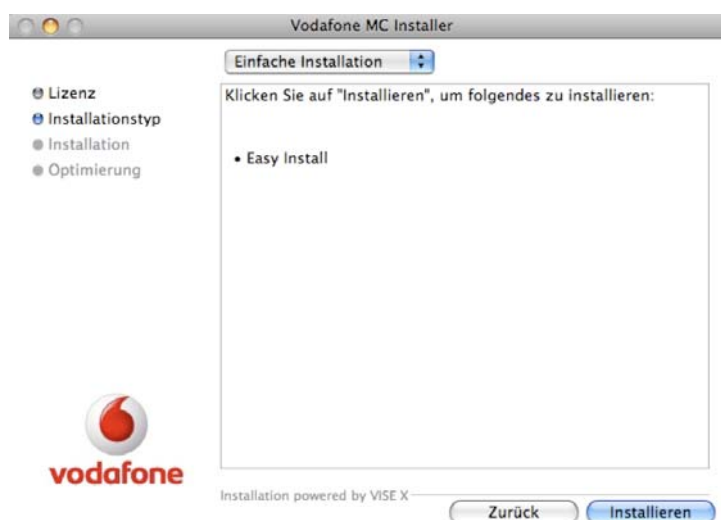 Vodafone MC Installer
Einfache Installation
Lizenz
Installationstyp
Installation
Optimierung
Klicken Sie auf "Installieren", um folgendes zu installieren:
• Easy Install
vodafone
Installation powered by VISE X
Zurück
Installieren